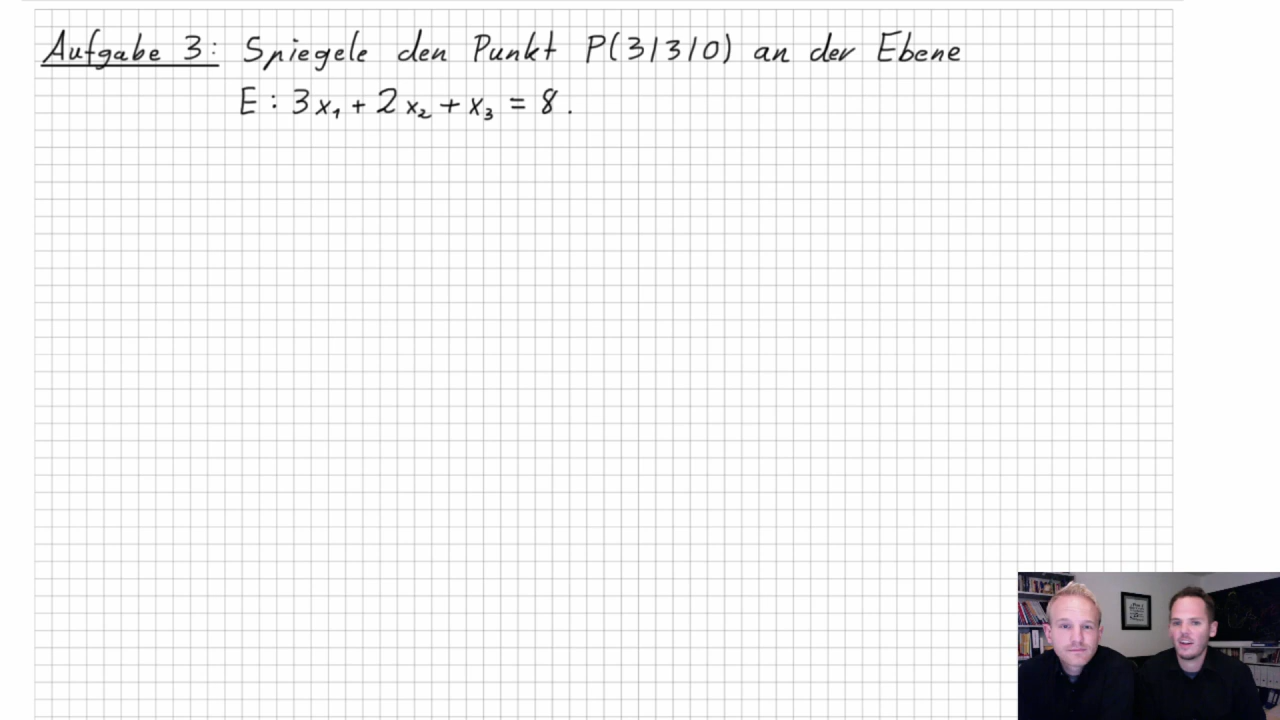 Aufgabe 3: Spiegele den Punkt P(3|3|0) an der Ebene
E: 3x₁ + 2x₂ + x₃ = 8.